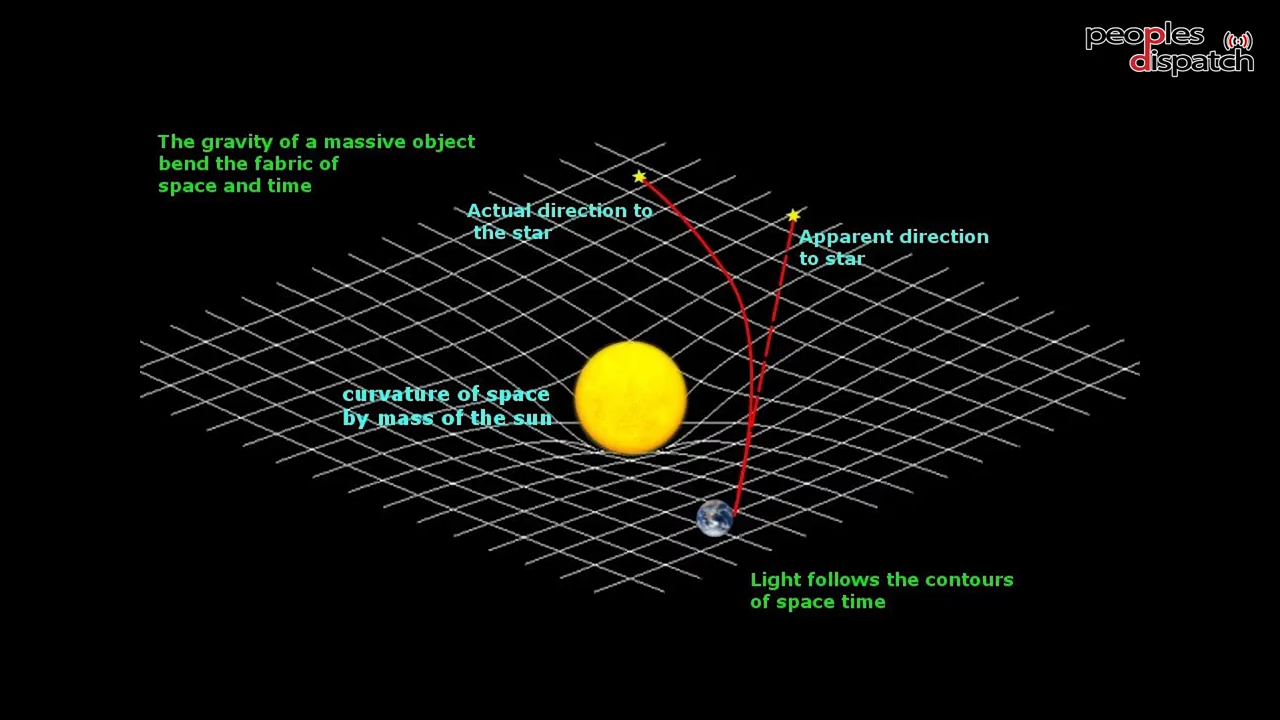 peoples
dispatch
The gravity of a massive object
bend the fabric of
space and time
Actual direction to
the star
Apparent direction
to star
curvature of space
by mass of the sun
Light follows the contours
of space time